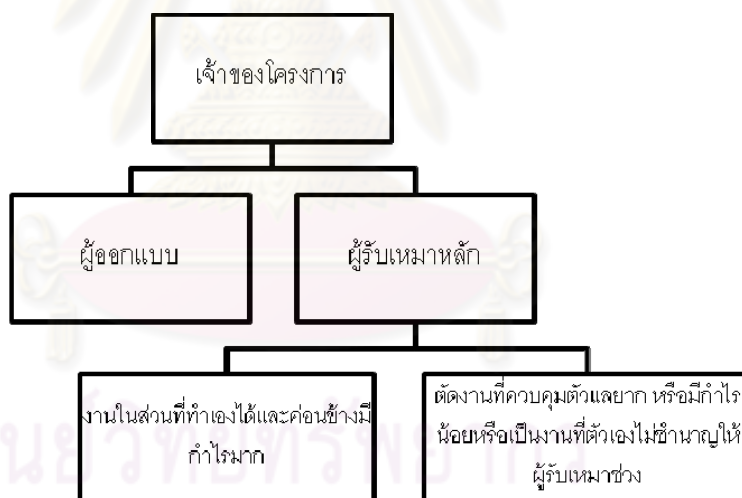 เจ้าของโครงการ
ผู้ออกแบบ
ผู้รับเหมาหลัก
งานในส่วนที่ทำเองได้และค่อนข้างมี
กำไรมาก
ตัดงานที่ควบคุมตัวแลยาก หรือมีกำไร
น้อยหรือเป็นงานที่ตัวเองไม่ชำนาญให้
ผู้รับเหมาช่วง